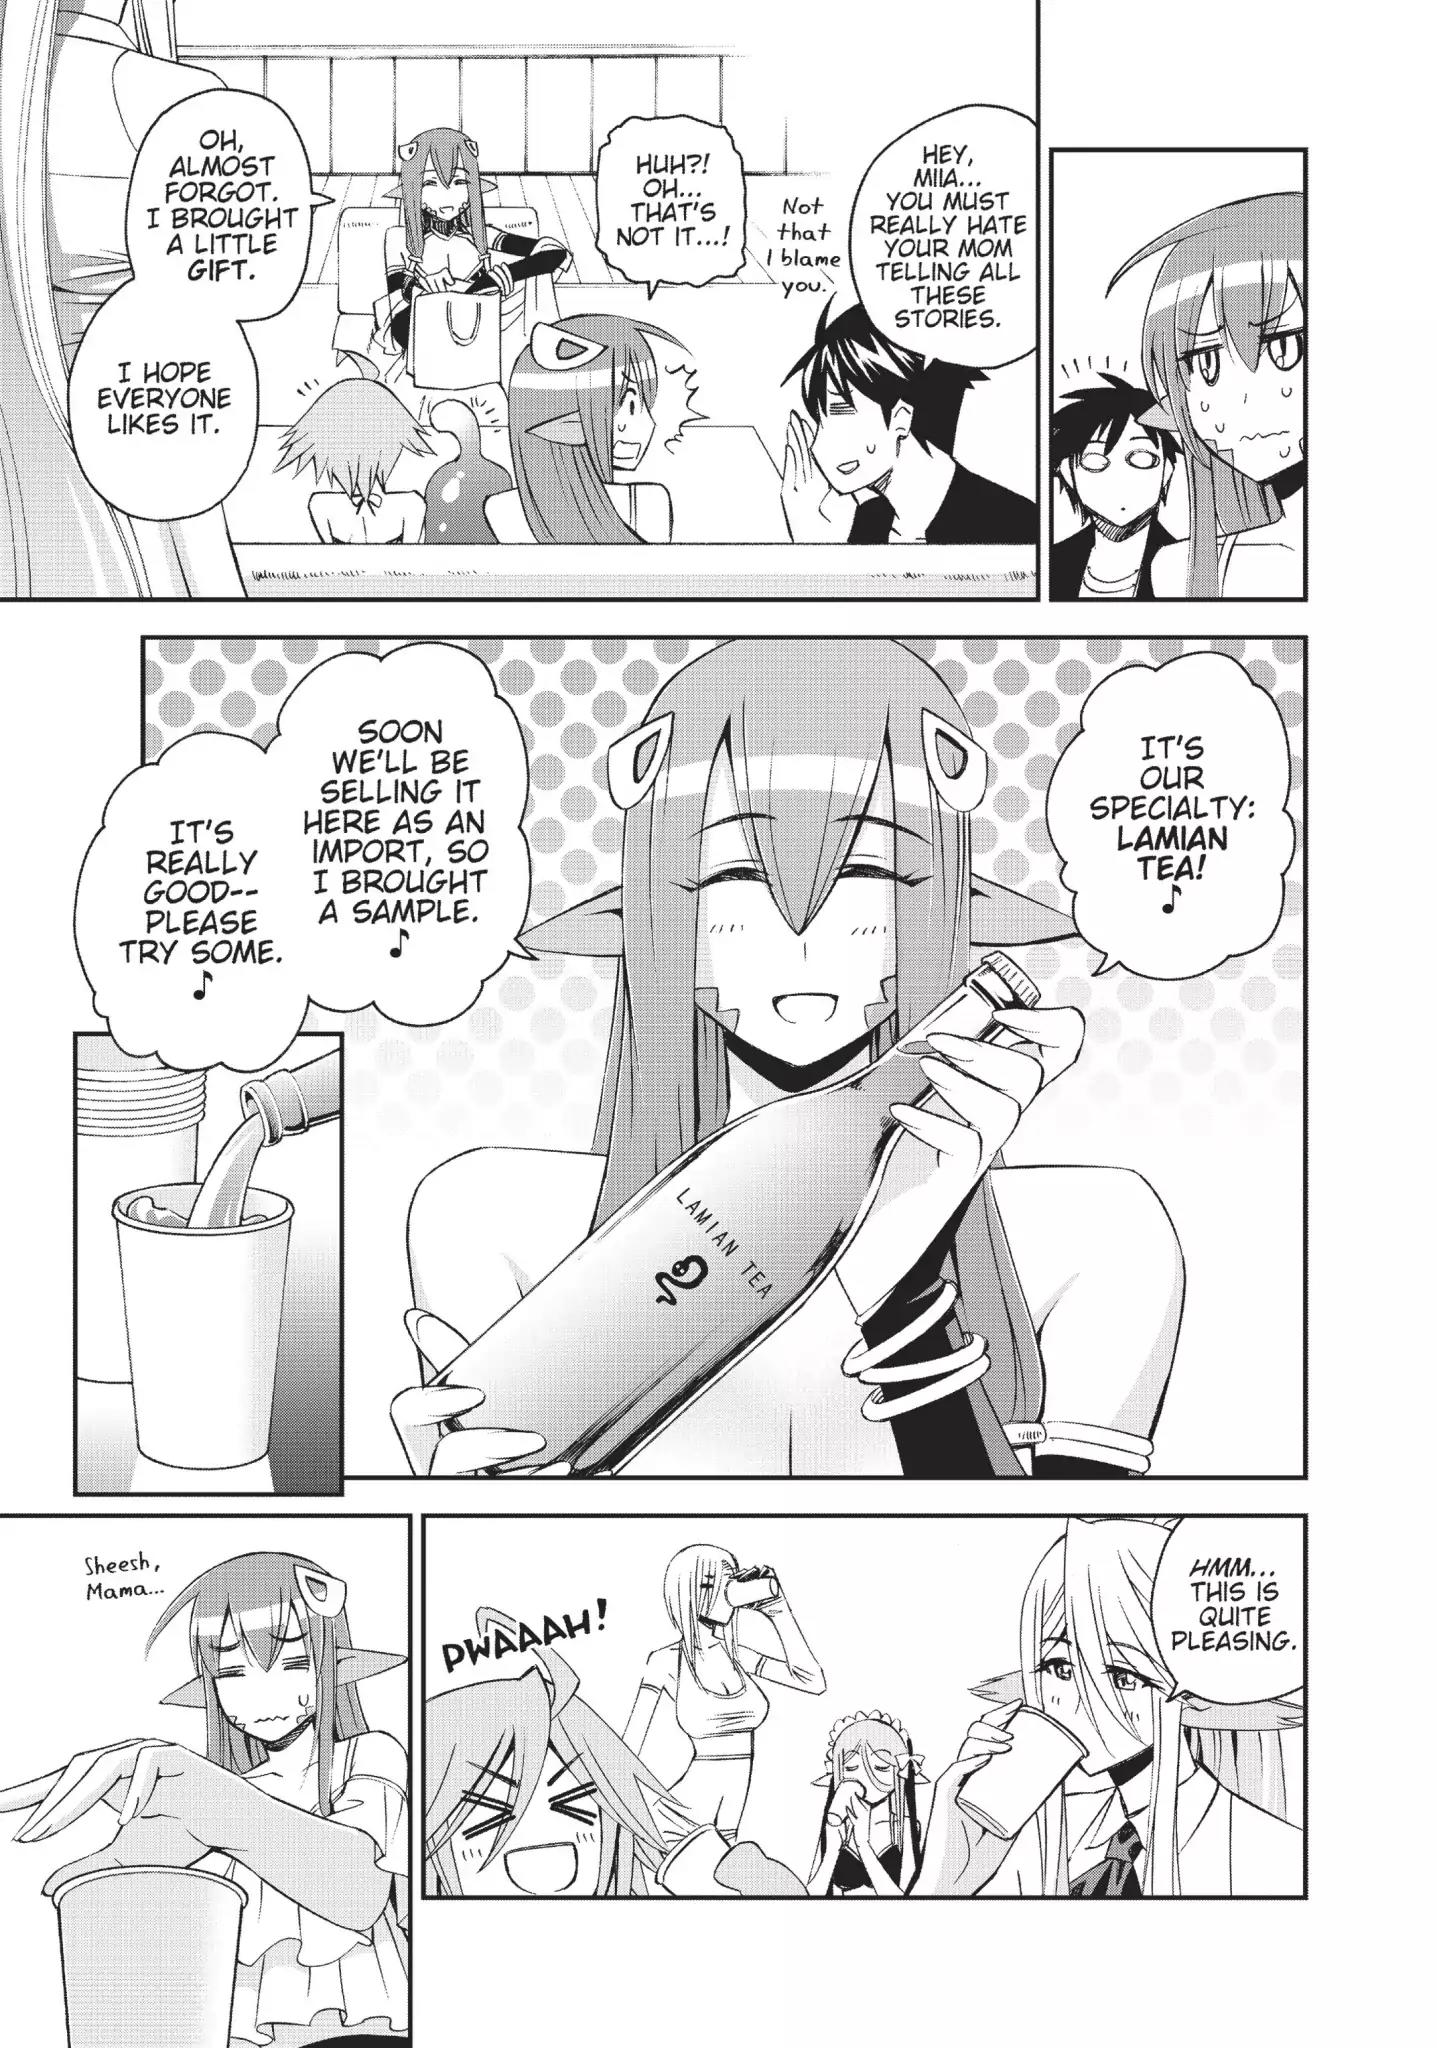 HEY,
MIIA...
YOU MUST
REALLY HATE
YOUR MOM
TELLING ALL
THESE
STORIES.
Not
that
I blame
you.
HUH?!
OH...
THAT'S
NOT IT...!
OH,
ALMOST
FORGOT.
I BROUGHT
A LITTLE
GIFT.
I HOPE
EVERYONE
LIKES IT.
IT'S
OUR
SPECIALTY:
LAMIAN
TEA!
♪
SOON
WE'LL BE
SELLING IT
HERE AS AN
IMPORT, SO
I BROUGHT
A SAMPLE.
♪
IT'S
REALLY
GOOD--
PLEASE
TRY SOME.
♪
LAMIAN TEA
HMM...
THIS IS
QUITE
PLEASING.
PWAAAH!
Sheesh,
Mama...